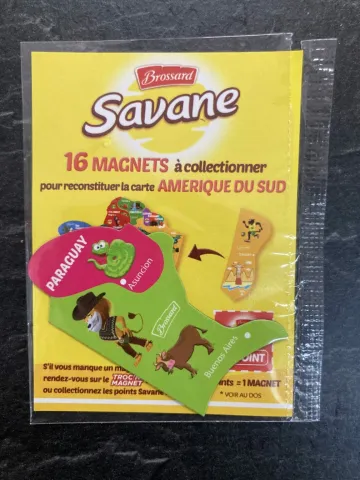 Brossard
Savane
16 MAGNETS à collectionner
pour reconstituer la carte AMERIQUE DU SUD
PARAGUAY
Asuncion
Brossard
Buenos Aires
POINT
S'il vous manque un
rendez-vous sur le TROC MAGNET = 1 MAGNET
ou collectionnez les points Savane * VOIR AU DOS